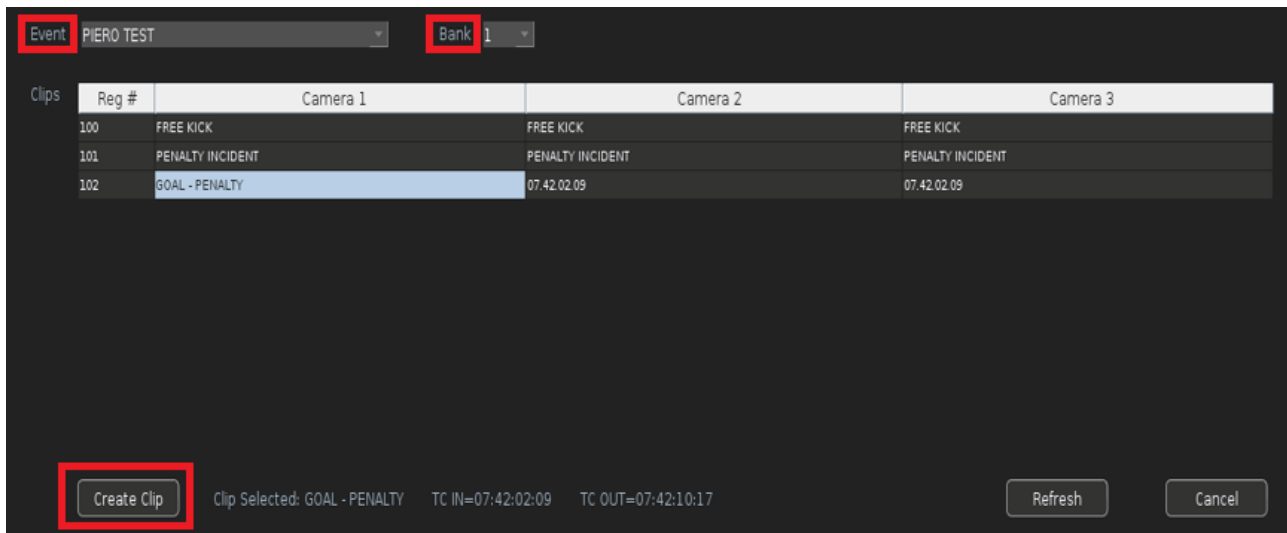 Event PIERO TEST Bank 1
Clips Reg # Camera 1 Camera 2 Camera 3
100 FREE KICK FREE KICK FREE KICK
101 PENALTY INCIDENT PENALTY INCIDENT PENALTY INCIDENT
102 GOAL - PENALTY 07.42.02.09 07.42.02.09
Create Clip Clip Selected: GOAL - PENALTY TC IN=07:42:02:09 TC OUT=07:42:10:17 Refresh Cancel